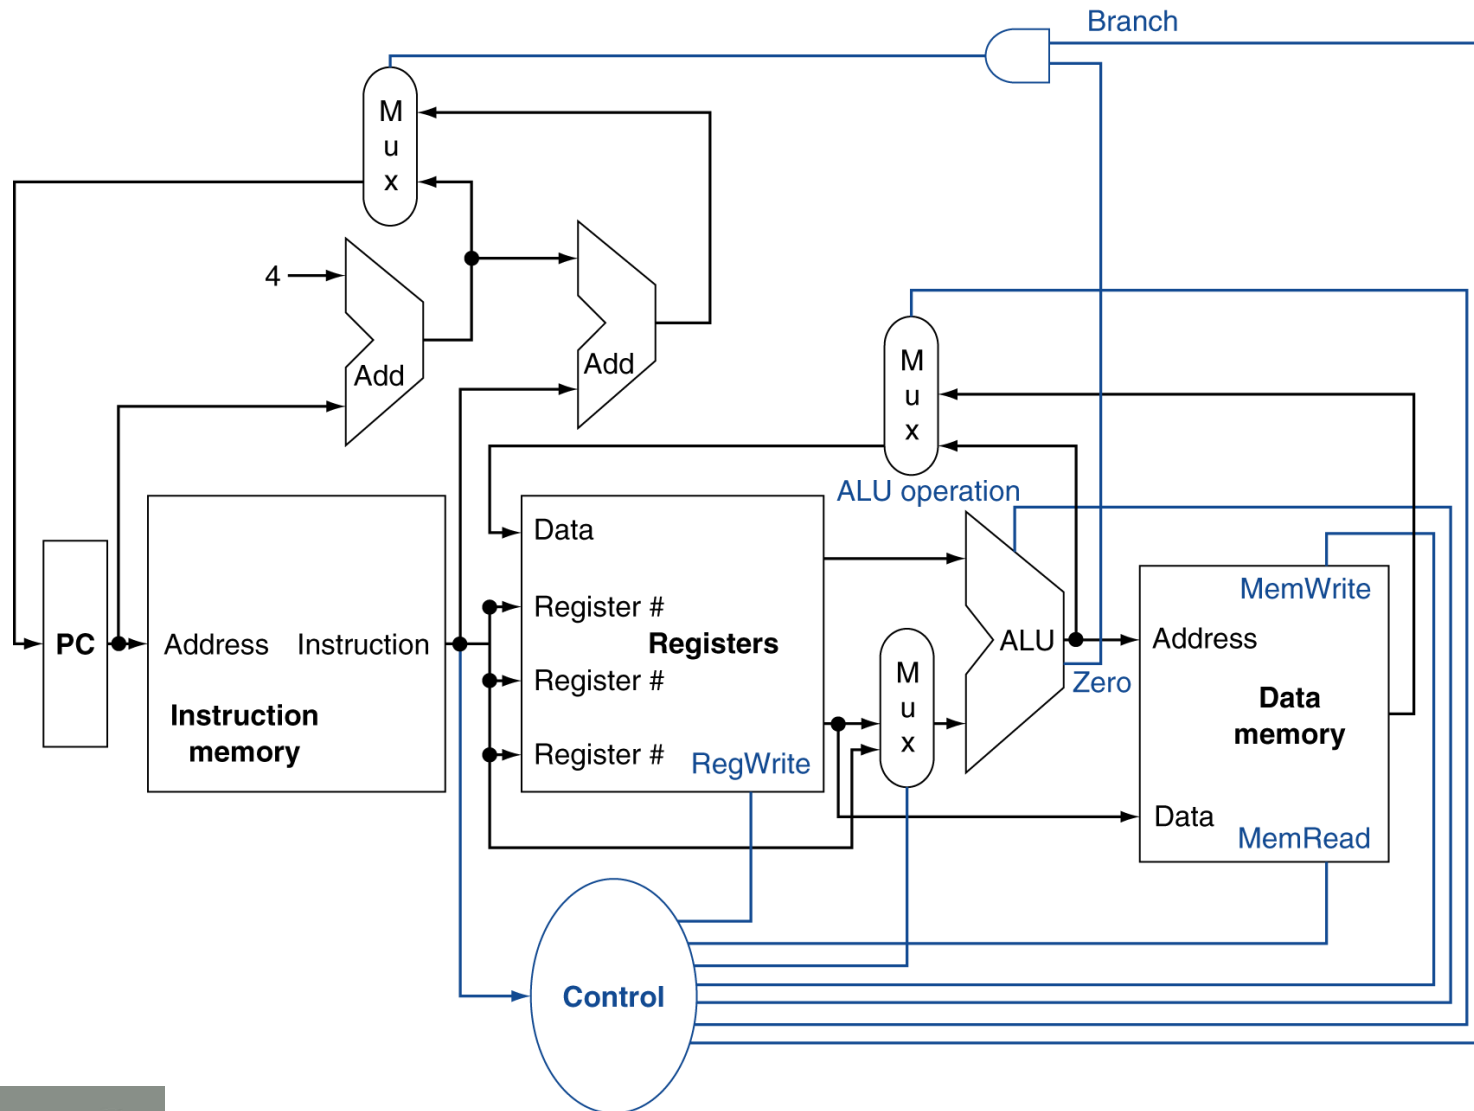 Branch
M
u
x
4
Add
Add
M
u
x
ALU operation
Data
Register #
Registers
Register #
Register #
RegWrite
PC
Address
Instruction
Instruction
memory
M
u
x
ALU
Zero
MemWrite
Address
Data
memory
Data
MemRead
Control